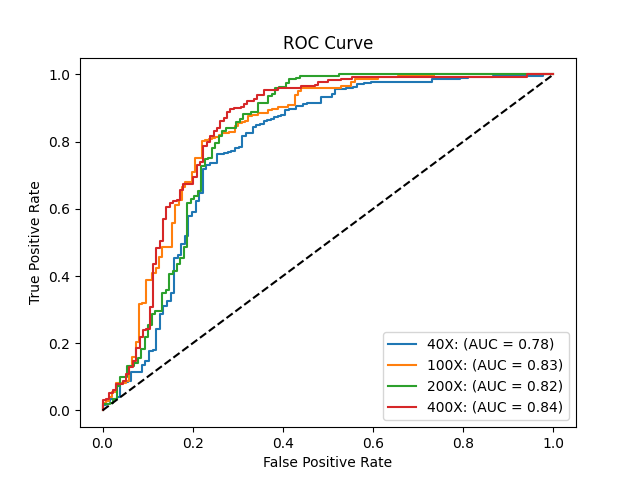 ROC Curve
True Positive Rate
1.0
0.8
0.6
0.4
0.2
0.0
0.0 0.2 0.4 0.6 0.8 1.0
False Positive Rate
40X: (AUC = 0.78)
100X: (AUC = 0.83)
200X: (AUC = 0.82)
400X: (AUC = 0.84)